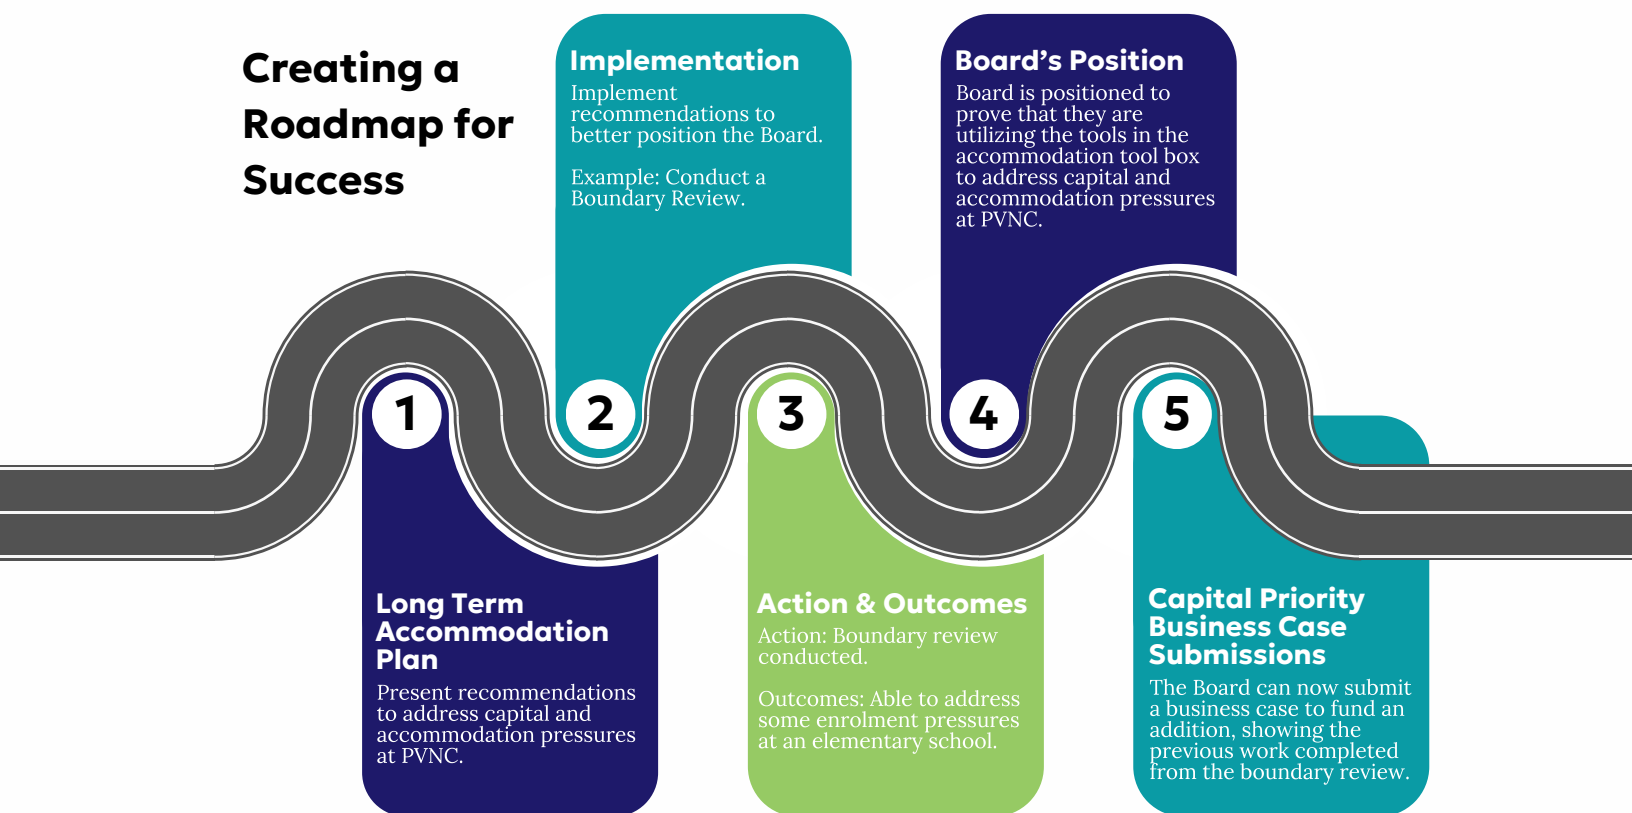 Creating a
Roadmap for
Success
1
Long Term
Accommodation
Plan
Present recommendations
to address capital and
accommodation pressures
at PVNC.
2
Implementation
Implement
recommendations to
better position the Board.
Example: Conduct a
Boundary Review.
3
Action & Outcomes
Action: Boundary review
conducted.
Outcomes: Able to address
some enrolment pressures
at an elementary school.
4
Board’s Position
Board is positioned to
prove that they are
utilizing the tools in the
accommodation tool box
to address capital and
accommodation pressures
at PVNC.
5
Capital Priority
Business Case
Submissions
The Board can now submit
a business case to fund an
addition, showing the
previous work completed
from the boundary review.